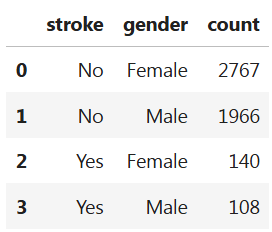 stroke gender count
0 No Female 2767
1 No Male 1966
2 Yes Female 140
3 Yes Male 108